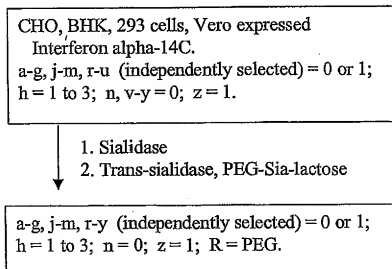 CHO, BHK, 293 cells, Vero expressed
Interferon alpha-14C.
a-g, j-m, r-u (independently selected) = 0 or 1;
h = 1 to 3; n, v-y = 0; z = 1.
1. Sialidase
2. Trans-sialidase, PEG-Sia-lactose
a-g, j-m, r-y (independently selected) = 0 or 1;
h = 1 to 3; n = 0; z = 1; R = PEG.